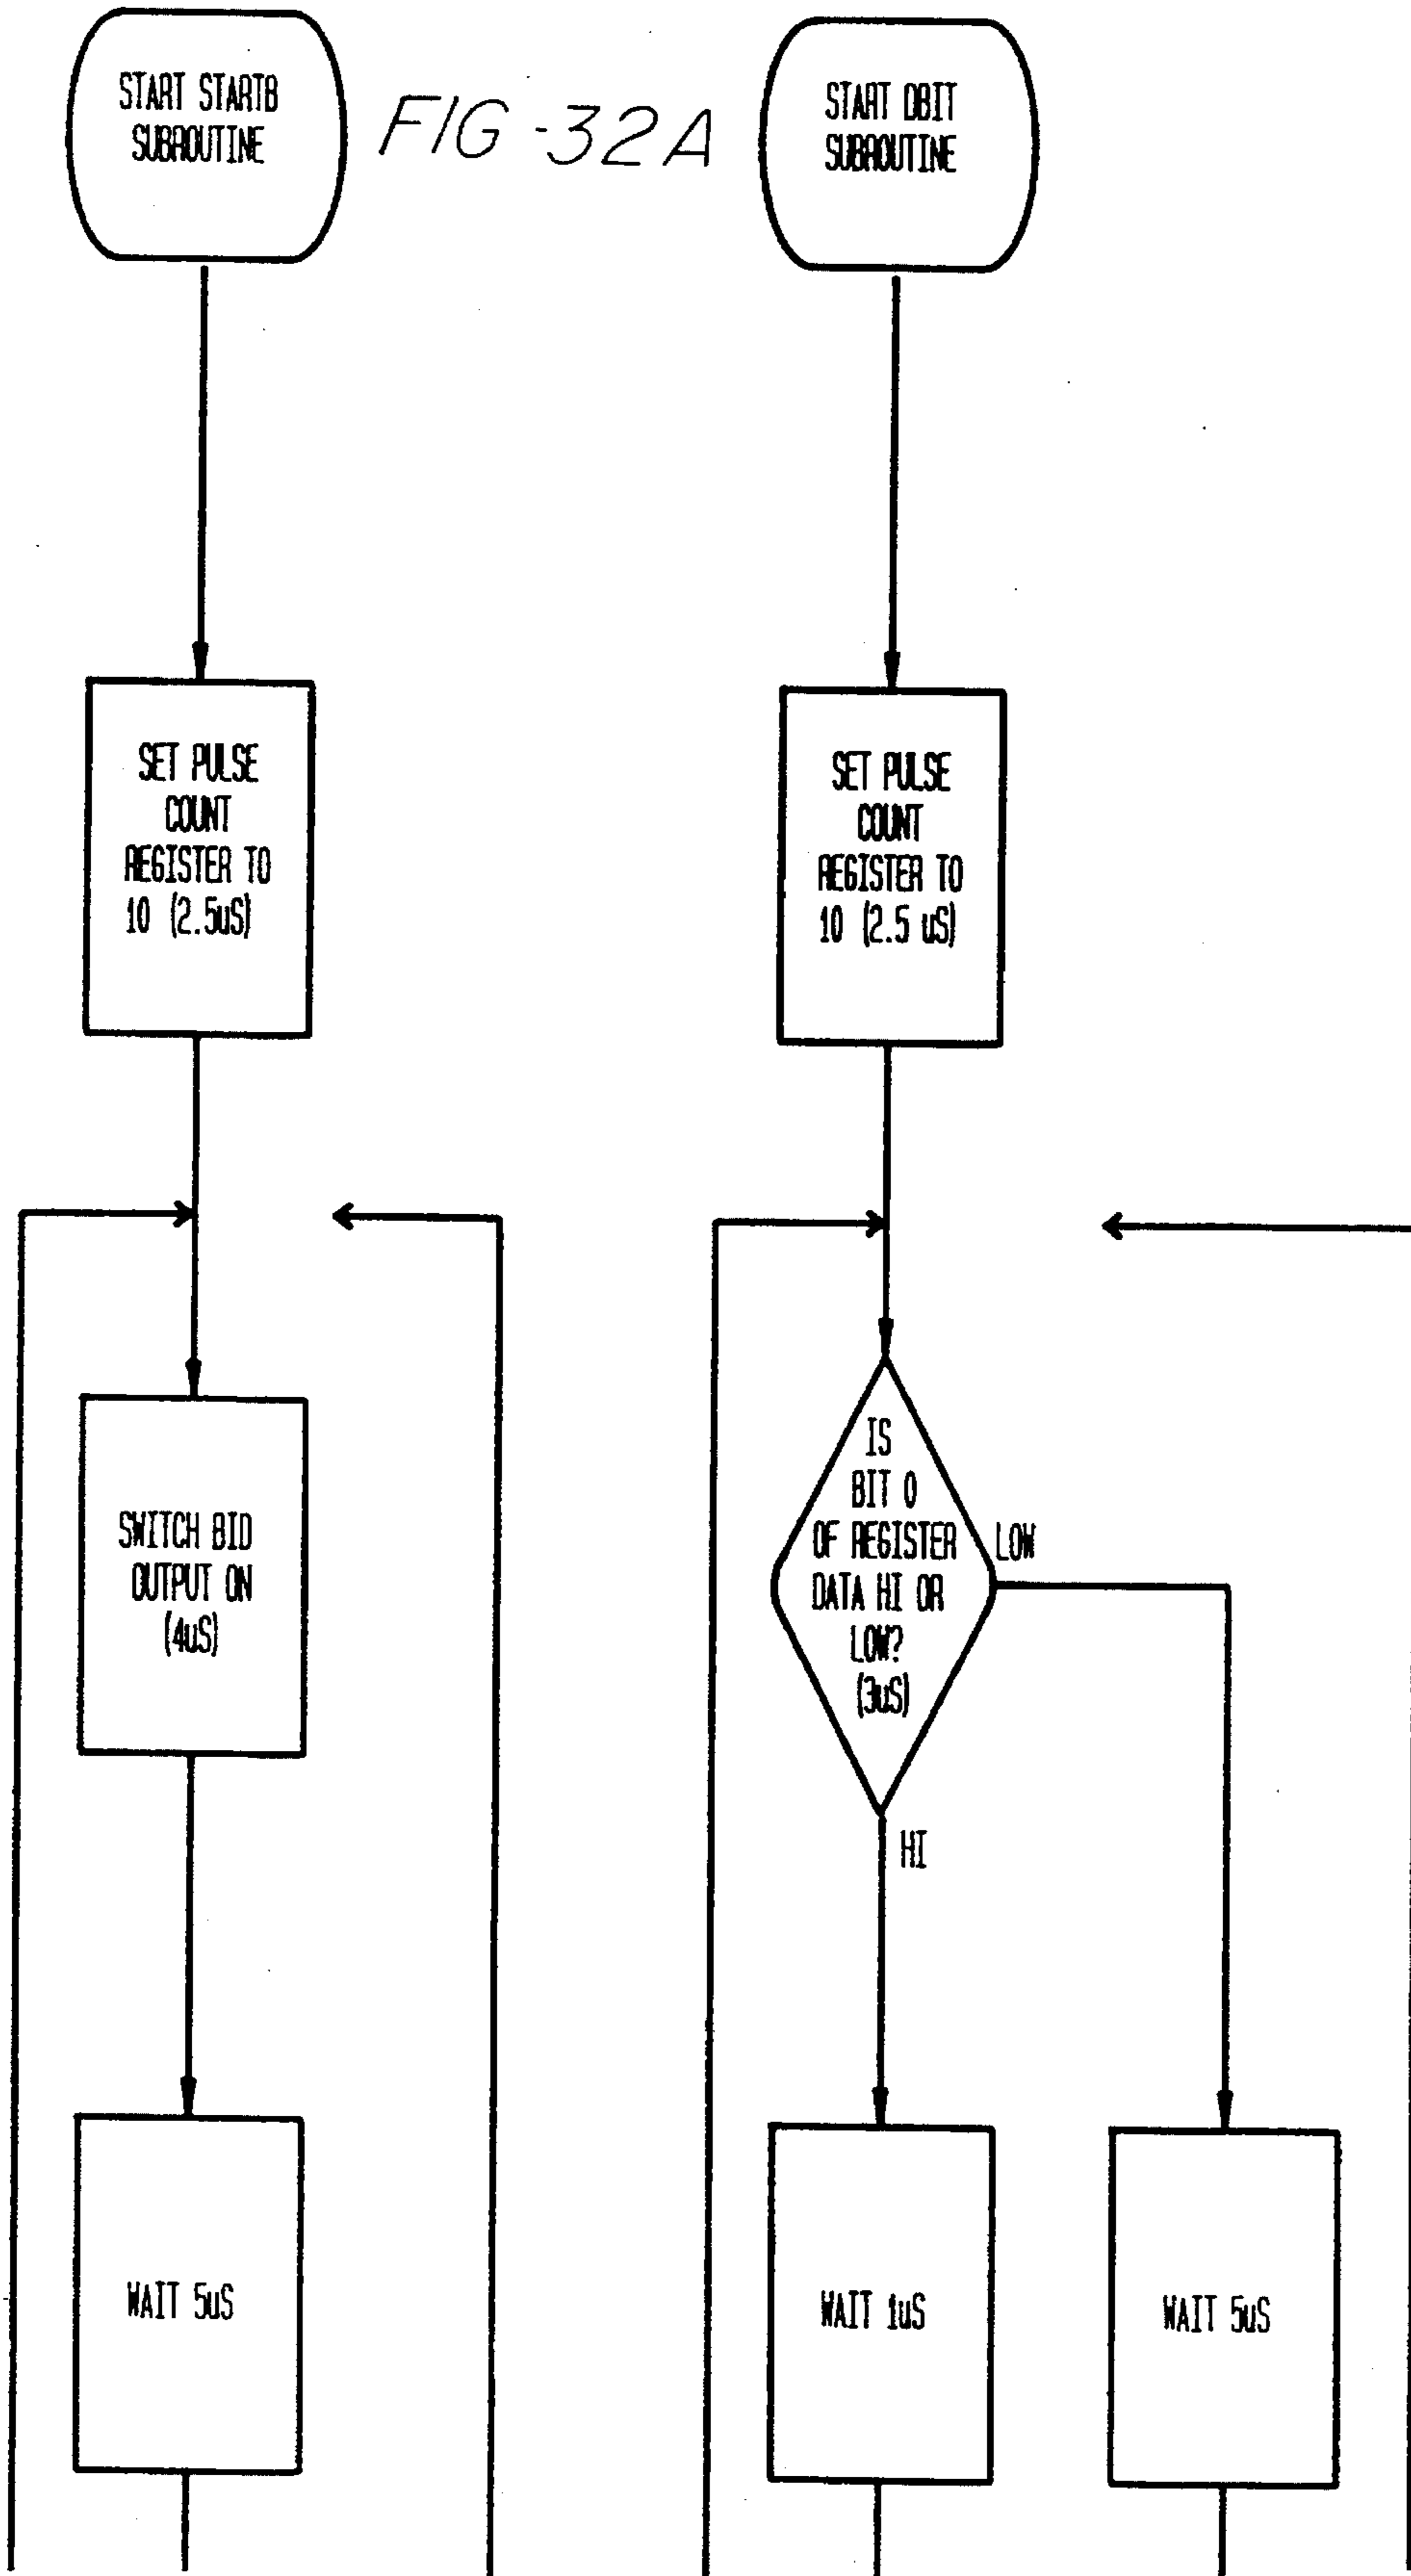 START STARTB
SUBROUTINE
FIG-32A
START DBIT
SUBROUTINE
SET PULSE
COUNT
REGISTER TO
10 (2.5uS)
SET PULSE
COUNT
REGISTER TO
10 (2.5 uS)
SWITCH BID
OUTPUT ON
(4uS)
IS
BIT 0
OF REGISTER
DATA HI OR
LOW?
(3uS)
LOW
HI
WAIT 5uS
WAIT 1uS
WAIT 5uS